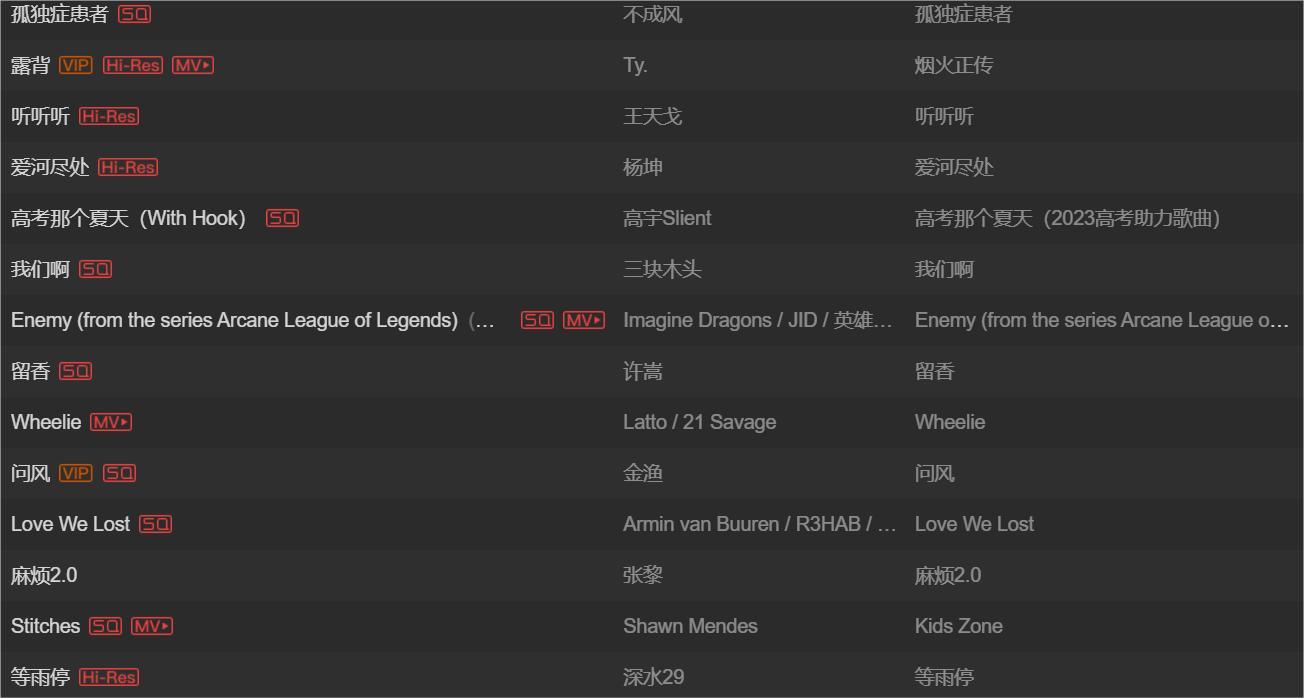 孤独症患者 SQ 不成风 孤独症患者
露背 VIP Hi-Res MV Ty. 烟火正传
听听听 Hi-Res 王天戈 听听听
爱河尽处 Hi-Res 杨坤 爱河尽处
高考那个夏天（With Hook） SQ 高宇Slient 高考那个夏天（2023高考助力歌曲）
我们啊 SQ 三块木头 我们啊
Enemy (from the series Arcane League of Legends)（... SQ MV Imagine Dragons / JID / 英雄... Enemy (from the series Arcane League o...
留香 SQ 许嵩 留香
Wheelie MV Latto / 21 Savage Wheelie
问风 VIP SQ 金渔 问风
Love We Lost SQ Armin van Buuren / R3HAB / ... Love We Lost
麻烦2.0 张黎 麻烦2.0
Stitches SQ MV Shawn Mendes Kids Zone
等雨停 Hi-Res 深水29 等雨停